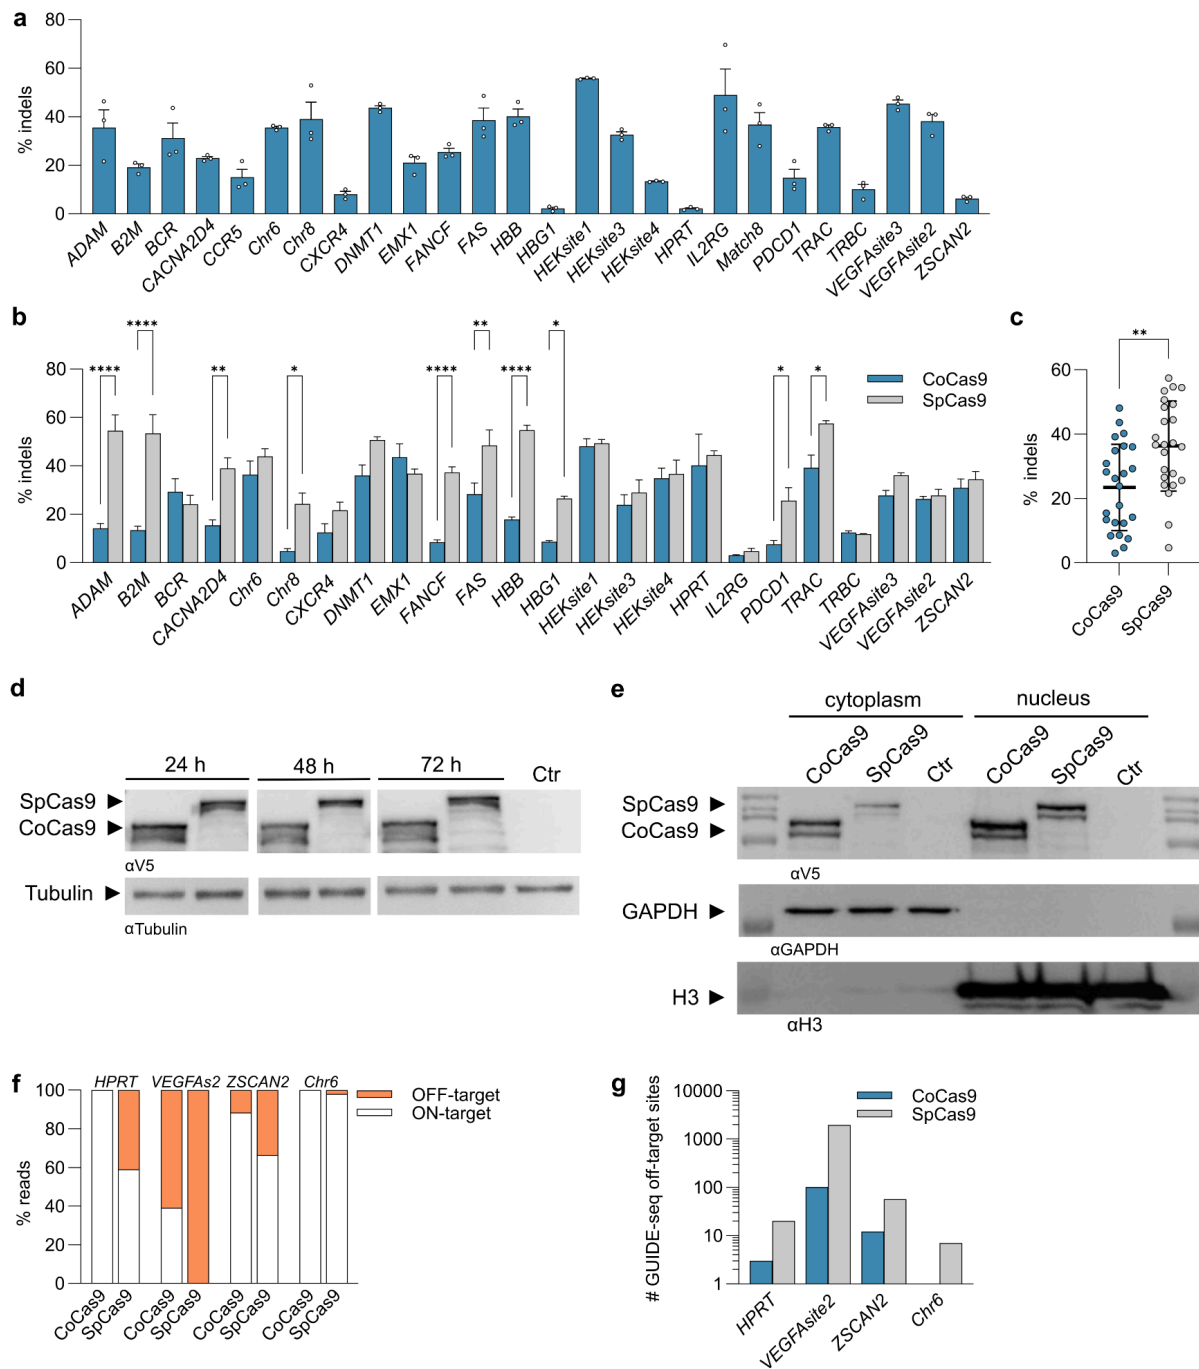 a
80
60
40
20
0
% indels
ADAM
B2M
BCR
CACNA2D4
CCR5
Chr6
Chr8
CXCR4
DNMT1
EMX1
FANCF
FAS
HBB
HBG1
HEKsite1
HEKsite3
HEKsite4
HPRT
IL2RG
Match8
PDCD1
TRAC
TRBC
VEGFAsite3
VEGFAsite2
ZSCAN2
b
80
60
40
20
0
% indels
**** **** ** * **** ** **** * * *
CoCas9
SpCas9
ADAM
B2M
BCR
CACNA2D4
Chr6
Chr8
CXCR4
DNMT1
EMX1
FANCF
FAS
HBB
HBG1
HEKsite1
HEKsite3
HEKsite4
HPRT
IL2RG
PDCD1
TRAC
TRBC
VEGFAsite3
VEGFAsite2
ZSCAN2
c
**
60
40
20
0
% indels
CoCas9
SpCas9
d
24 h 48 h 72 h Ctr
SpCas9
CoCas9
αV5
Tubulin
αTubulin
e
cytoplasm nucleus
CoCas9 SpCas9 Ctr CoCas9 SpCas9 Ctr
SpCas9
CoCas9
αV5
GAPDH
αGAPDH
H3
αH3
f
HPRT VEGFAs2 ZSCAN2 Chr6
OFF-target
ON-target
100
80
60
40
20
0
% reads
CoCas9
SpCas9
CoCas9
SpCas9
CoCas9
SpCas9
CoCas9
SpCas9
g
10000
1000
100
10
1
# GUIDE-seq off-target sites
CoCas9
SpCas9
HPRT
VEGFAsite2
ZSCAN2
Chr6